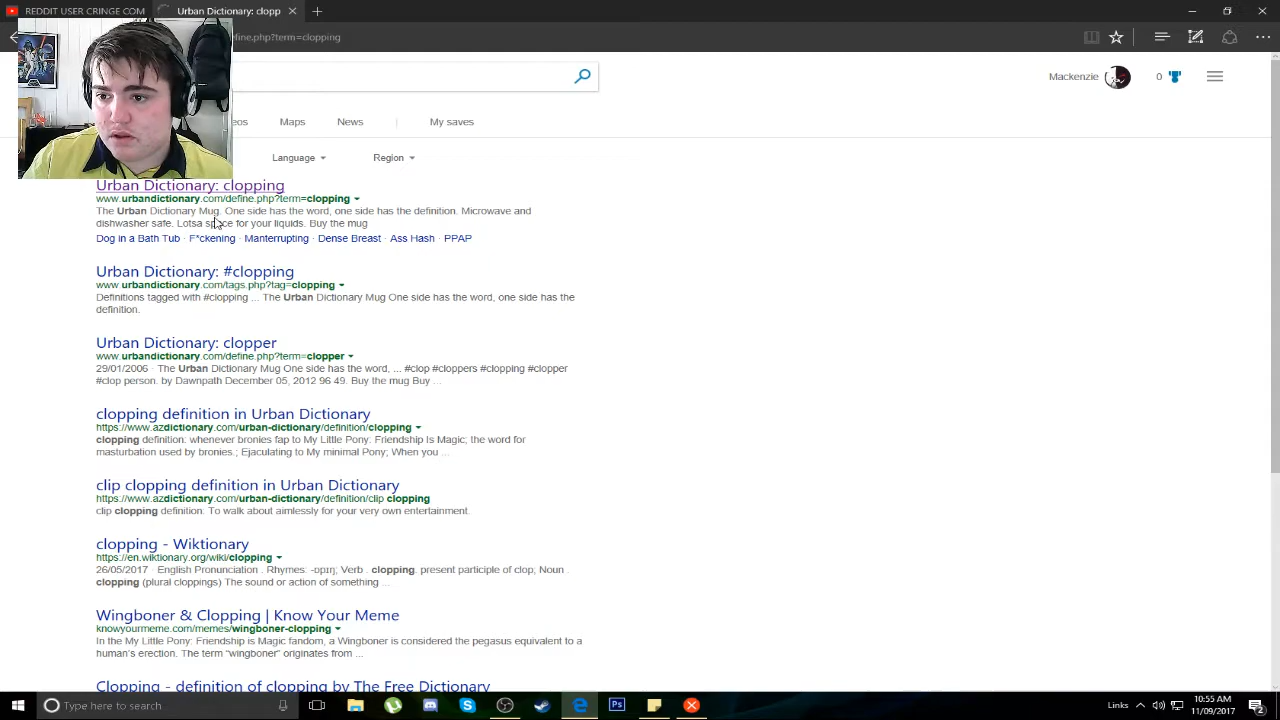 REDDIT USER CRINGE COM
Urban Dictionary: clopp
efine.php?term=clopping
Mackenzie
0
eos
Maps
News
My saves
Language
Region
Urban Dictionary: clopping
www.urbandictionary.com/define.php?term=clopping
The Urban Dictionary Mug. One side has the word, one side has the definition. Microwave and
dishwasher safe. Lotsa space for your liquids. Buy the mug
Dog in a Bath Tub · F*ckening · Manterrupting · Dense Breast · Ass Hash · PPAP
Urban Dictionary: #clopping
www.urbandictionary.com/tags.php?tag=clopping
Definitions tagged with #clopping ... The Urban Dictionary Mug One side has the word, one side has the
definition.
Urban Dictionary: clopper
www.urbandictionary.com/define.php?term=clopper
29/01/2006 · The Urban Dictionary Mug One side has the word, ... #clop #cloppers #clopping #clopper
#clop person. by Dawnpath December 05, 2012 96 49. Buy the mug Buy ...
clopping definition in Urban Dictionary
https://www.azdictionary.com/urban-dictionary/definition/clopping
clopping definition: whenever bronies fap to My Little Pony: Friendship Is Magic; the word for
masturbation used by bronies.; Ejaculating to My minimal Pony; When you ...
clip clopping definition in Urban Dictionary
https://www.azdictionary.com/urban-dictionary/definition/clip clopping
clip clopping definition: To walk about aimlessly for your very own entertainment.
clopping - Wiktionary
https://en.wiktionary.org/wiki/clopping
26/05/2017 · English Pronunciation . Rhymes: -ɒpɪŋ; Verb . clopping. present participle of clop; Noun .
clopping (plural cloppings) The sound or action of something ...
Wingboner & Clopping | Know Your Meme
knowyourmeme.com/memes/wingboner-clopping
In the My Little Pony: Friendship is Magic fandom, a Wingboner is considered the pegasus equivalent to a
human's erection. The term "wingboner" originates from ...
Clopping - definition of clopping by The Free Dictionary
Type here to search
Ps
Links
10:55 AM
11/09/2017
2